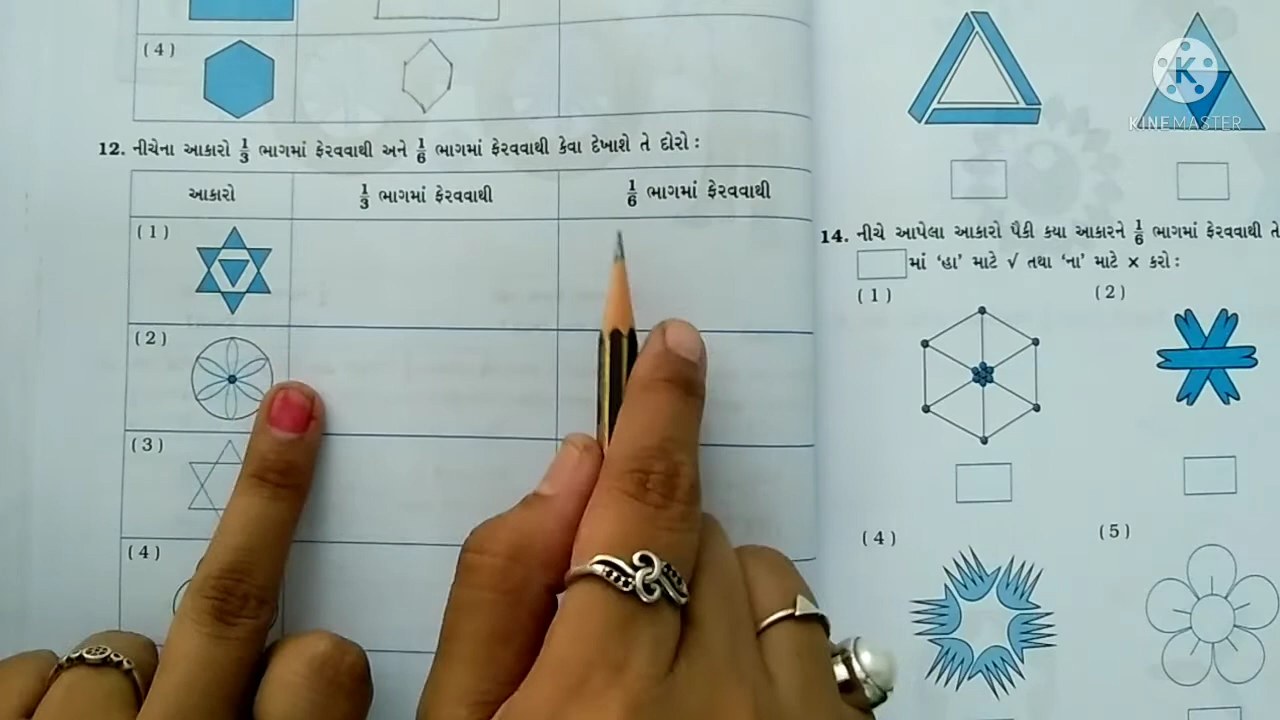 ( 4 )
12. નીચેના આકારો 1/3 ભાગમાં ફેરવવાથી અને 1/6 ભાગમાં ફેરવવાથી કેવા દેખાશે તે દોરો :
આકારો 1/3 ભાગમાં ફેરવવાથી 1/6 ભાગમાં ફેરવવાથી
( 1 )
( 2 )
( 3 )
( 4 )
K
KINEMASTER
14. નીચે આપેલા આકારો પૈકી કયા આકારને 1/6 ભાગમાં ફેરવવાથી તે
માં ‘હા’ માટે √ તથા ‘ના’ માટે × કરો :
( 1 ) ( 2 )
( 4 ) ( 5 )